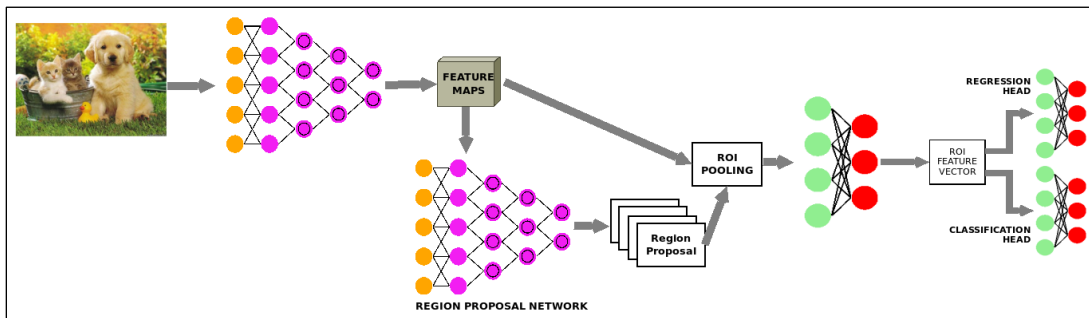 FEATURE
MAPS
REGION PROPOSAL NETWORK
Region
Proposal
ROI
POOLING
ROI
FEATURE
VECTOR
REGRESSION
HEAD
CLASSIFICATION
HEAD